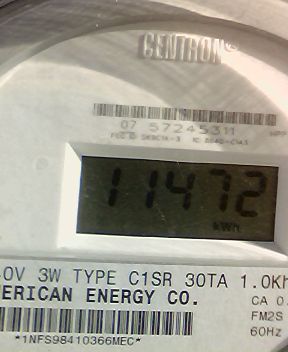 CENTRON®
07 57245311
11472
kWh
0V 3W TYPE C1SR 30TA 1.0Kh
ERICAN ENERGY CO.
CA 0.
FM2S
60Hz
*1NFS98410366MEC*